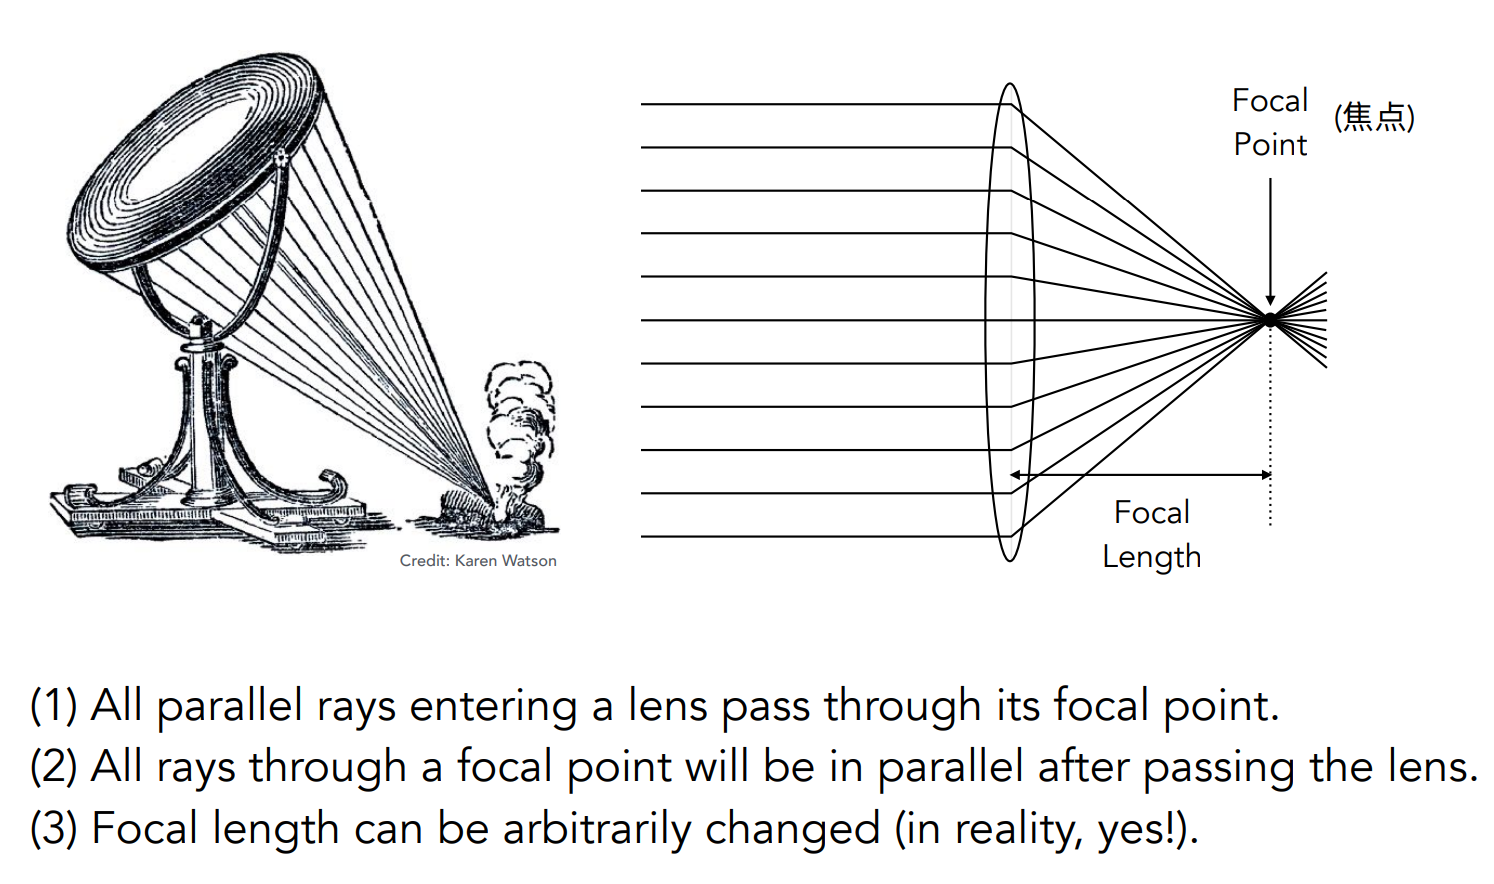 Focal
Point
(焦点)
Focal
Length
Credit: Karen Watson
(1) All parallel rays entering a lens pass through its focal point.
(2) All rays through a focal point will be in parallel after passing the lens.
(3) Focal length can be arbitrarily changed (in reality, yes!).